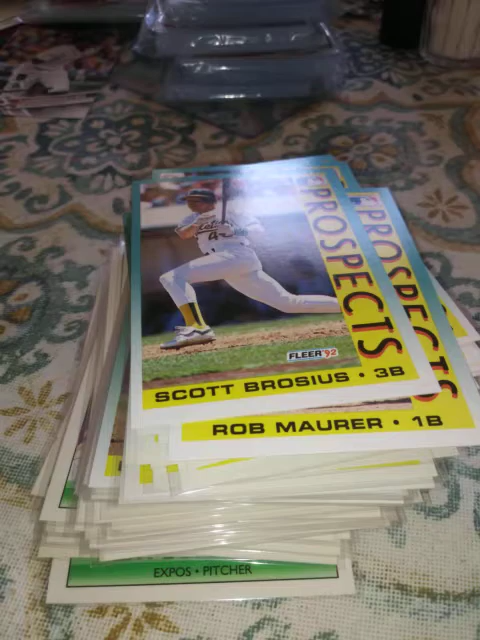 PROSPECTS
FLEER '92
SCOTT BROSIUS • 3B
PROSPECTS
ROB MAURER • 1B
EXPOS • PITCHER